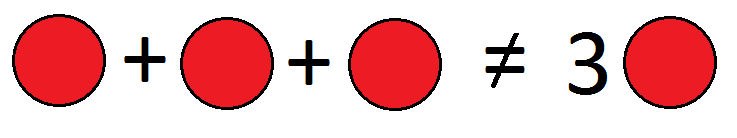 + + ≠ 3